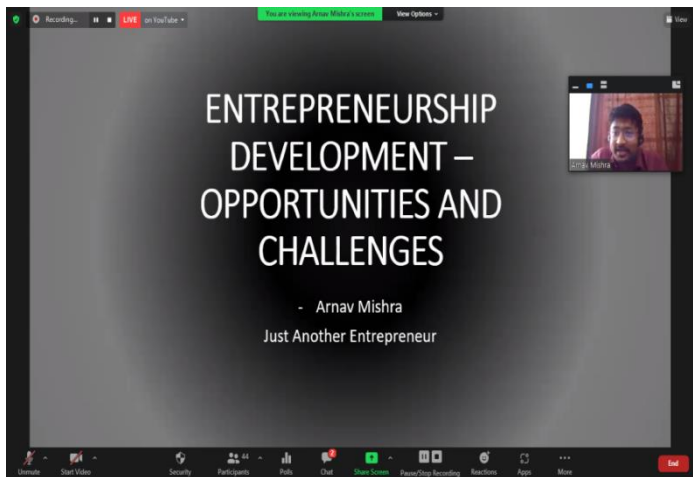 Recording...
LIVE on YouTube
You are viewing Arnav Mishra's screen
View Options
View
ENTREPRENEURSHIP
DEVELOPMENT –
OPPORTUNITIES AND
CHALLENGES
- Arnav Mishra
Just Another Entrepreneur
Arnav Mishra
Unmute
Start Video
Security
44
Participants
Polls
2
Chat
Share Screen
Pause/Stop Recording
Reactions
Apps
More
End